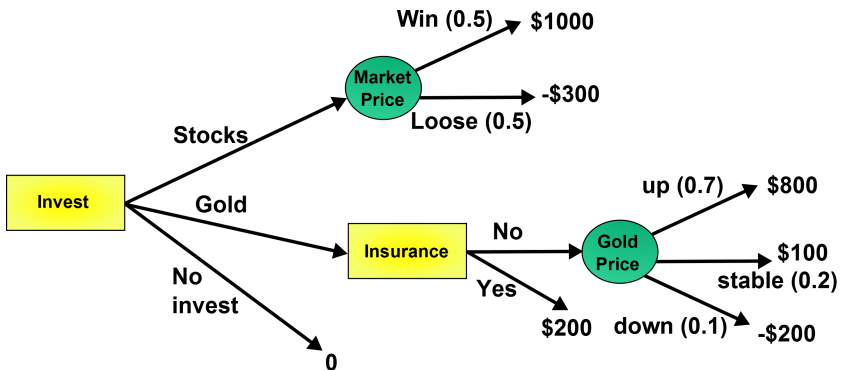 Win (0.5)
$1000
Market
Price
-$300
Loose (0.5)
Stocks
Invest
Gold
No
invest
0
Insurance
No
Yes
$200
Gold
Price
up (0.7)
$800
$100
stable (0.2)
down (0.1)
-$200